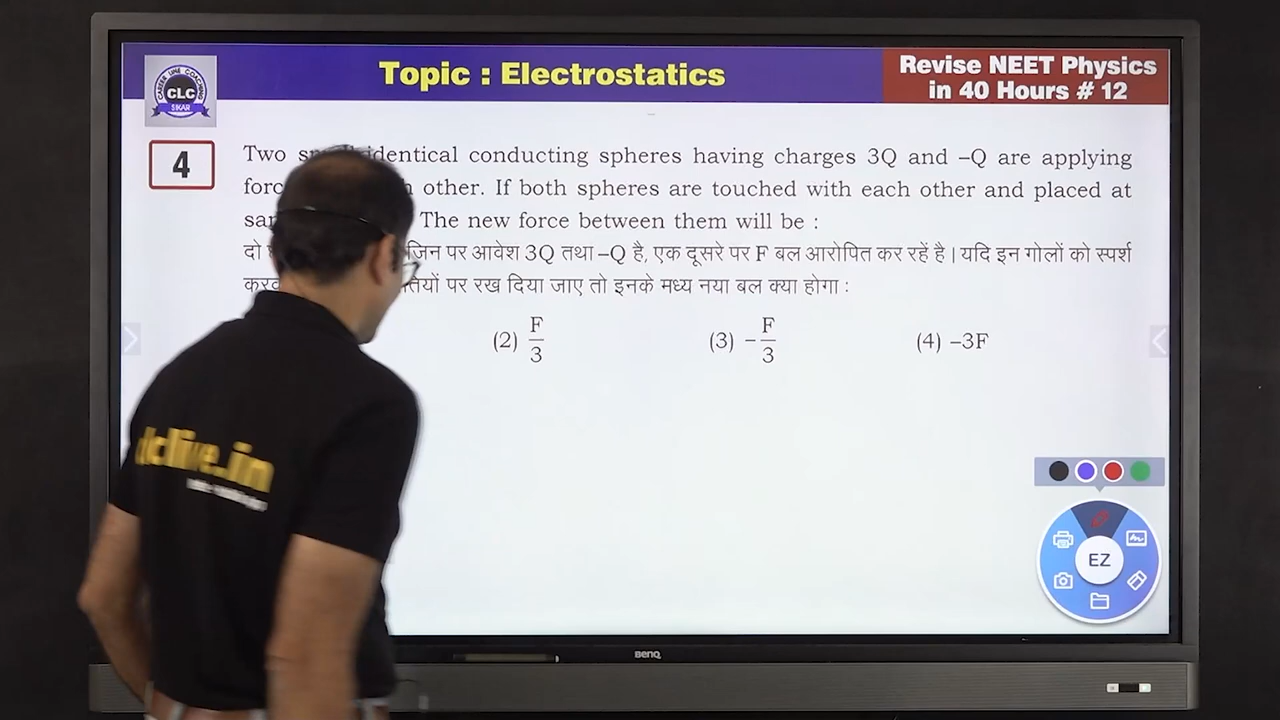 Topic : Electrostatics
Revise NEET Physics
in 40 Hours # 12
CAREER LINE COACHING
CLC
SIKAR
4
Two identical conducting spheres having charges 3Q and –Q are applying
other. If both spheres are touched with each other and placed at
The new force between them will be :
दो जिन पर आवेश 3Q तथा –Q है, एक दूसरे पर F बल आरोपित कर रहें है। यदि इन गोलों को स्पर्श
पर रख दिया जाए तो इनके मध्य नया बल क्या होगा :
(2) F/3 (3) –F/3 (4) –3F
clclive.in
EZ
BenQ